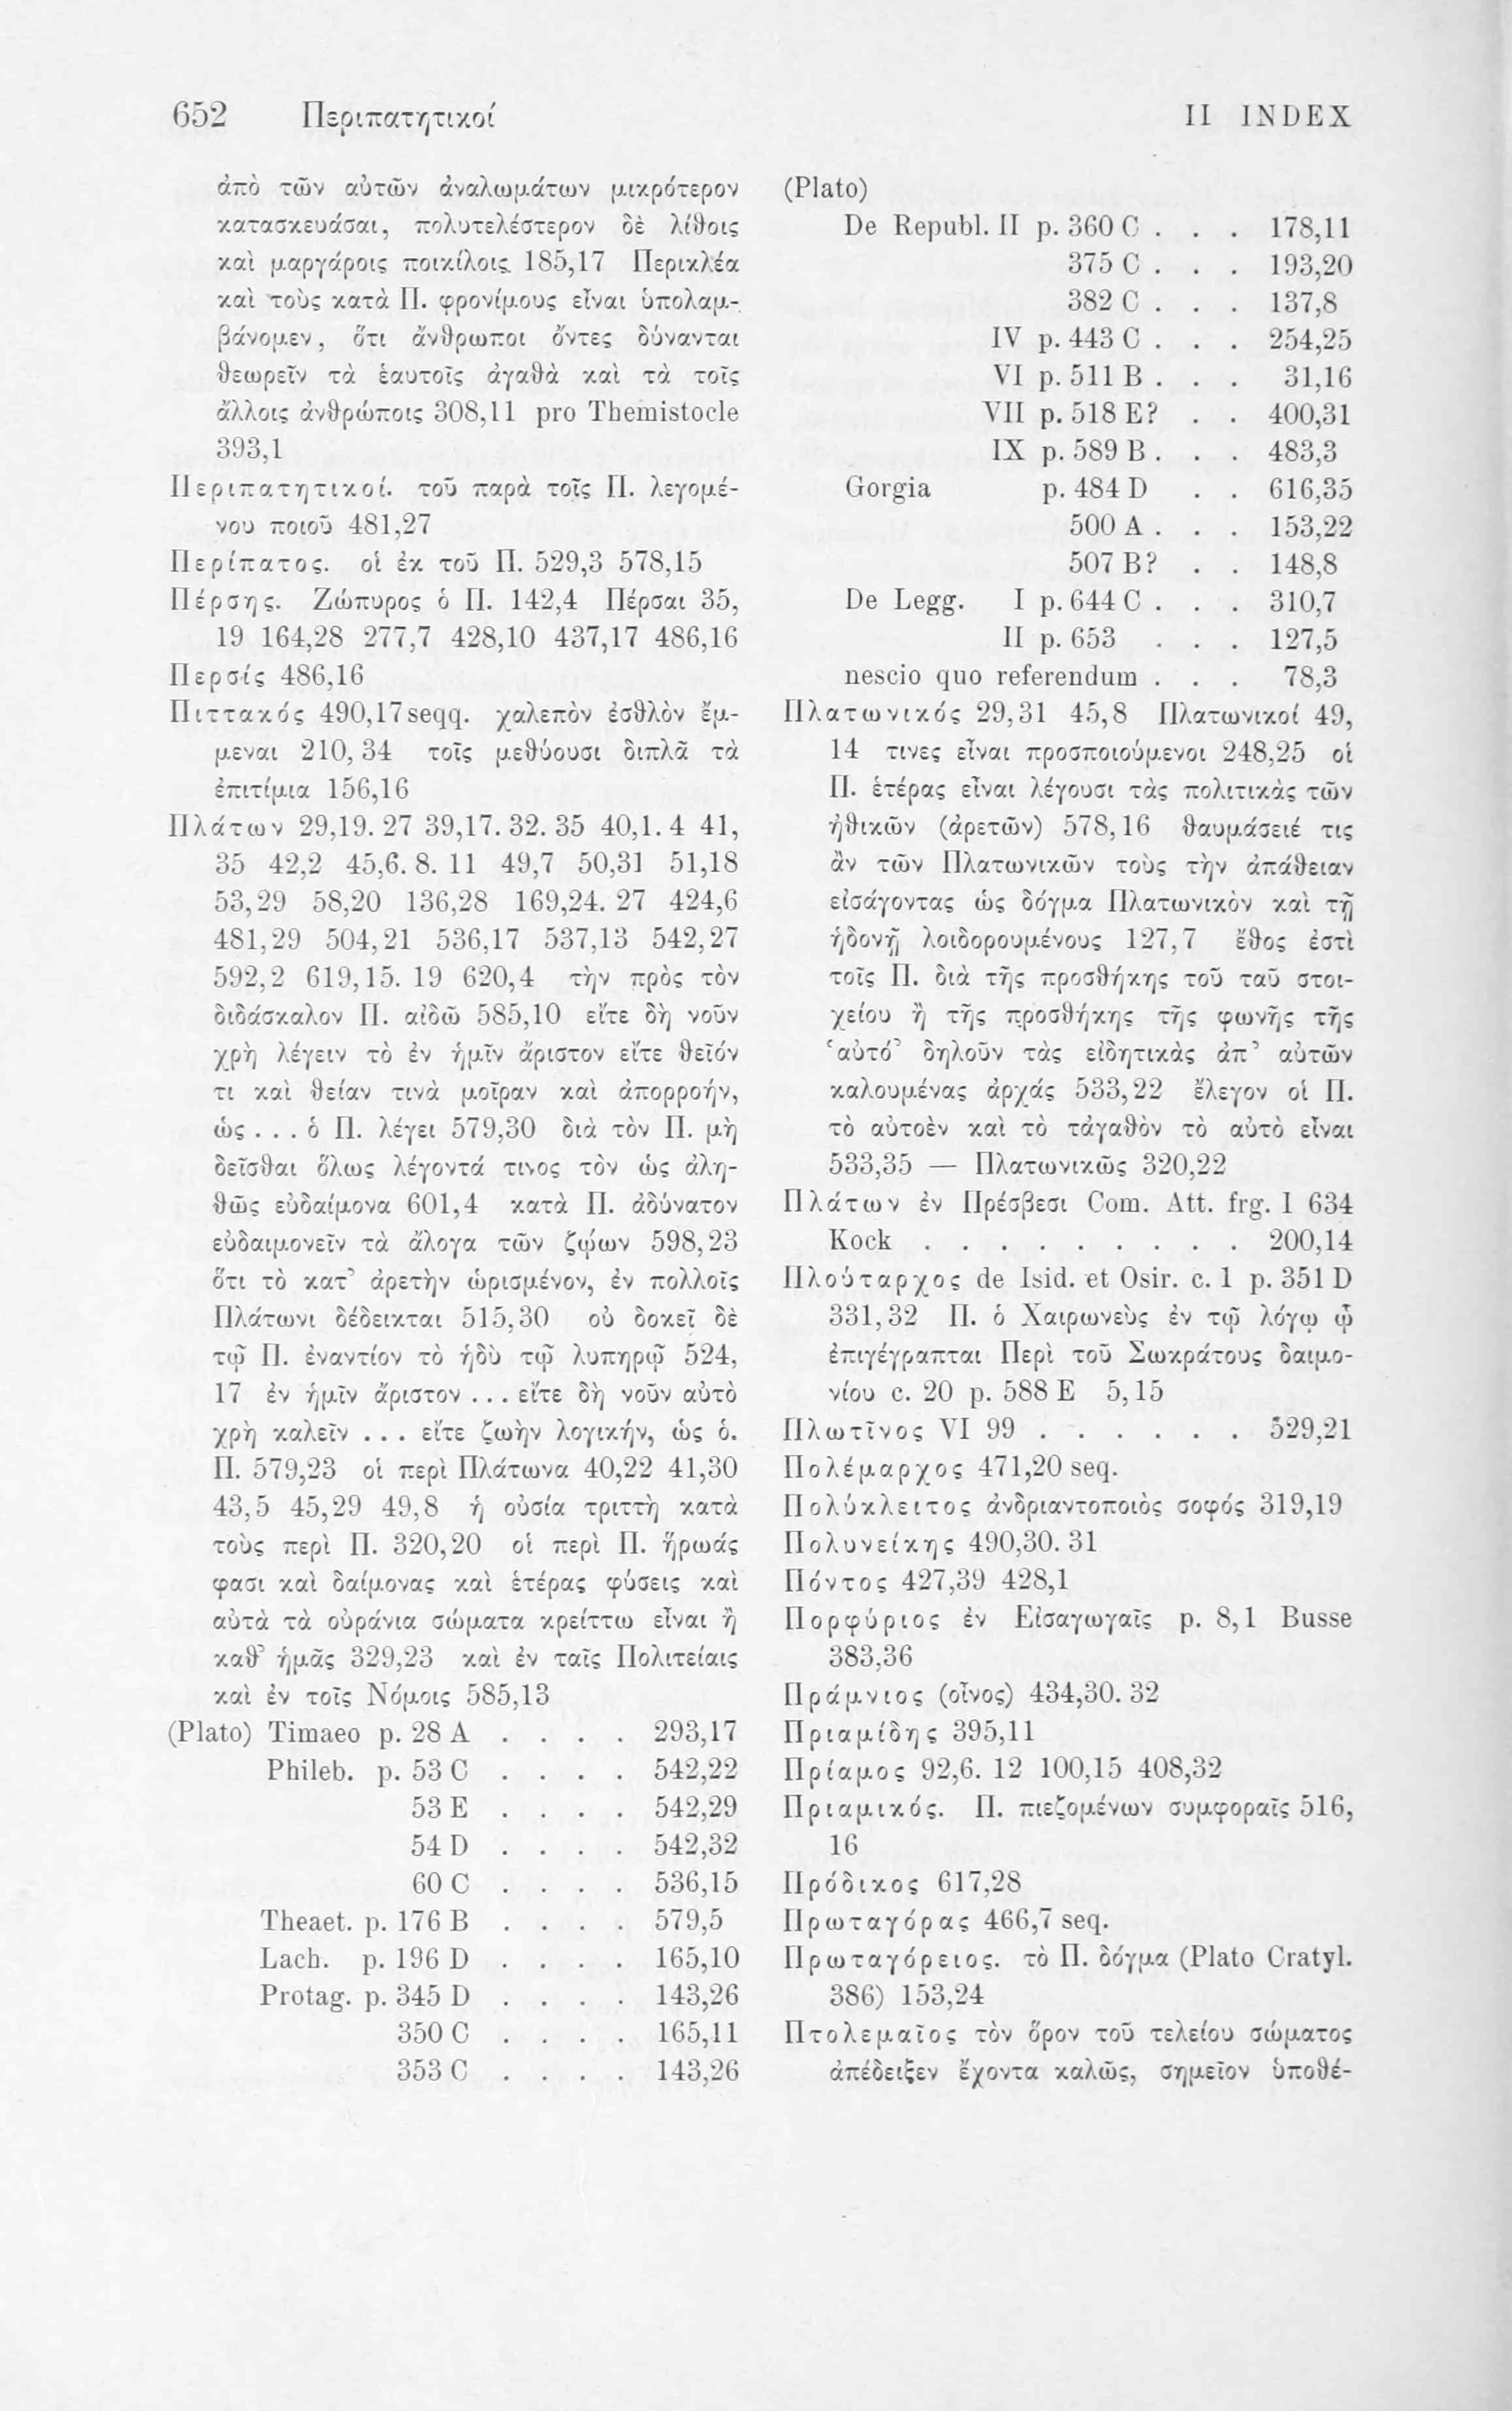 652 Περιπατητικοί II INDEX
ἀπὸ τῶν αὐτῶν ἀναλωμάτων μικρότερον
κατασκευάσαι, πολυτελέστερον δὲ λίθοις
καὶ μαργάροις ποικίλοις 185,17 Περικλέα
καὶ τοὺς κατὰ Π. φρονίμους εἶναι ὑπολαμ-
βάνομεν, ὅτι ἄνθρωποι ὄντες δύνανται
θεωρεῖν τὰ ἑαυτοῖς ἀγαθὰ καὶ τὰ τοῖς
ἄλλοις ἀνθρώποις 308,11 pro Themistocle
393,1
Περιπατητικοί. τοῦ παρὰ τοῖς Π. λεγομέ-
νου ποιοῦ 481,27
Περίπατος. οἱ ἐκ τοῦ Π. 529,3 578,15
Πέρσης. Ζώπυρος ὁ Π. 142,4 Πέρσαι 35,
19 164,28 277,7 428,10 437,17 486,16
Περσίς 486,16
Πιττακός 490,17seqq. χαλεπὸν ἐσθλὸν ἔμ-
μεναι 210,34 τοῖς μεθύουσι διπλᾶ τὰ
ἐπιτίμια 156,16
Πλάτων 29,19. 27 39,17. 32. 35 40,1. 4 41,
35 42,2 45,6. 8. 11 49,7 50,31 51,18
53,29 58,20 136,28 169,24. 27 424,6
481,29 504,21 536,17 537,13 542,27
592,2 619,15. 19 620,4 τὴν πρὸς τὸν
διδάσκαλον Π. αἰδῶ 585,10 εἴτε δὴ νοῦν
χρὴ λέγειν τὸ ἐν ἡμῖν ἄριστον εἴτε θεῖόν
τι καὶ θείαν τινὰ μοῖραν καὶ ἀπορροήν,
ὡς . . . ὁ Π. λέγει 579,30 διὰ τὸν Π. μὴ
δεῖσθαι ὅλως λέγοντά τινος τὸν ὡς ἀλη-
θῶς εὐδαίμονα 601,4 κατὰ Π. ἀδύνατον
εὐδαιμονεῖν τὰ ἄλογα τῶν ζῴων 598,23
ὅτι τὸ κατ’ ἀρετὴν ὡρισμένον, ἐν πολλοῖς
Πλάτωνι δέδεικται 515,30 οὐ δοκεῖ δὲ
τῷ Π. ἐναντίον τὸ ἡδὺ τῷ λυπηρῷ 524,
17 ἐν ἡμῖν ἄριστον . . . εἴτε δὴ νοῦν αὐτὸ
χρὴ καλεῖν . . . εἴτε ζωὴν λογικήν, ὡς ὁ.
Π. 579,23 οἱ περὶ Πλάτωνα 40,22 41,30
43,5 45,29 49,8 ἡ οὐσία τριττὴ κατὰ
τοὺς περὶ Π. 320,20 οἱ περὶ Π. ἥρωάς
φασι καὶ δαίμονας καὶ ἑτέρας φύσεις καὶ
αὐτὰ τὰ οὐράνια σώματα κρείττω εἶναι ἢ
καθ’ ἡμᾶς 329,23 καὶ ἐν ταῖς Πολιτείαις
καὶ ἐν τοῖς Νόμοις 585,13
(Plato) Timaeo p. 28 A . . . . 293,17
Phileb. p. 53 C . . . . 542,22
53 E . . . . 542,29
54 D . . . . 542,32
60 C . . . . 536,15
Theaet. p. 176 B . . . . 579,5
Lach. p. 196 D . . . . 165,10
Protag. p. 345 D . . . . 143,26
350 C . . . . 165,11
353 C . . . . 143,26
(Plato)
De Republ. II p. 360 C . . . 178,11
375 C . . . 193,20
382 C . . . 137,8
IV p. 443 C . . . 254,25
VI p. 511 B . . . 31,16
VII p. 518 E? . . 400,31
IX p. 589 B . . . 483,3
Gorgia p. 484 D . . 616,35
500 A . . . 153,22
507 B? . . 148,8
De Legg. I p. 644 C . . . 310,7
II p. 653 . . . 127,5
nescio quo referendum . . . 78,3
Πλατωνικός 29,31 45,8 Πλατωνικοί 49,
14 τινες εἶναι προσποιούμενοι 248,25 οἱ
Π. ἑτέρας εἶναι λέγουσι τὰς πολιτικὰς τῶν
ἠθικῶν (ἀρετῶν) 578,16 θαυμάσειέ τις
ἂν τῶν Πλατωνικῶν τοὺς τὴν ἀπάθειαν
εἰσάγοντας ὡς δόγμα Πλατωνικὸν καὶ τῇ
ἡδονῇ λοιδορουμένους 127,7 ἔθος ἐστὶ
τοῖς Π. διὰ τῆς προσθήκης τοῦ ταῦ στοι-
χείου ἢ τῆς προσθήκης τῆς φωνῆς τῆς
‘αὐτό’ δηλοῦν τὰς εἰδητικὰς ἀπ’ αὐτῶν
καλουμένας ἀρχάς 533,22 ἔλεγον οἱ Π.
τὸ αὐτοὲν καὶ τὸ τἀγαθὸν τὸ αὐτὸ εἶναι
533,35 — Πλατωνικῶς 320,22
Πλάτων ἐν Πρέσβεσι Com. Att. frg. I 634
Kock . . . . . . . . . 200,14
Πλούταρχος de Isid. et Osir. c. 1 p. 351 D
331,32 Π. ὁ Χαιρωνεὺς ἐν τῷ λόγῳ ᾧ
ἐπιγέγραπται Περὶ τοῦ Σωκράτους δαιμο-
νίου c. 20 p. 588 E 5,15
Πλωτῖνος VI 99 . . . . . . 529,21
Πολέμαρχος 471,20 seq.
Πολύκλειτος ἀνδριαντοποιὸς σοφός 319,19
Πολυνείκης 490,30. 31
Πόντος 427,39 428,1
Πορφύριος ἐν Εἰσαγωγαῖς p. 8,1 Busse
383,36
Πράμνιος (οἶνος) 434,30. 32
Πριαμίδης 395,11
Πρίαμος 92,6. 12 100,15 408,32
Πριαμικός. Π. πιεζομένων συμφοραῖς 516,
16
Πρόδικος 617,28
Πρωταγόρας 466,7 seq.
Πρωταγόρειος. τὸ Π. δόγμα (Plato Cratyl.
386) 153,24
Πτολεμαῖος τὸν ὅρον τοῦ τελείου σώματος
ἀπέδειξεν ἔχοντα καλῶς, σημεῖον ὑποθέ-